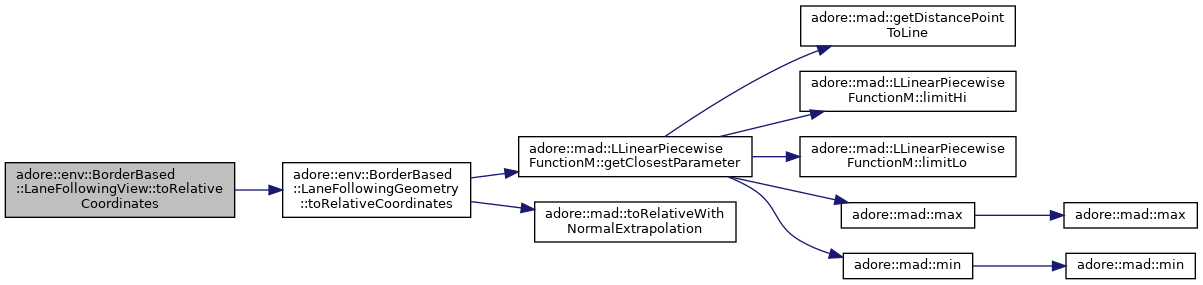 adore::env::BorderBased
::LaneFollowingView::toRelative
Coordinates
adore::env::BorderBased
::LaneFollowingGeometry
::toRelativeCoordinates
adore::mad::LLinearPiecewise
FunctionM::getClosestParameter
adore::mad::toRelativeWith
NormalExtrapolation
adore::mad::getDistancePoint
ToLine
adore::mad::LLinearPiecewise
FunctionM::limitHi
adore::mad::LLinearPiecewise
FunctionM::limitLo
adore::mad::max
adore::mad::max
adore::mad::min
adore::mad::min